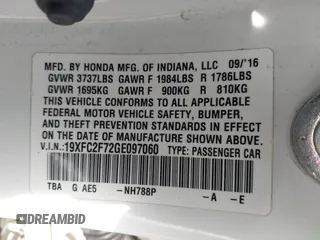 MFD. BY HONDA MFG. OF INDIANA, LLC 09/'16
GVWR 3737LBS GAWR F 1984LBS R 1786LBS
GVWR 1695KG GAWR F 900KG R 810KG
THIS VEHICLE CONFORMS TO ALL APPLICABLE
FEDERAL MOTOR VEHICLE SAFETY, BUMPER,
AND THEFT PREVENTION STANDARDS IN EFFECT
ON THE DATE OF MANUFACTURE SHOWN ABOVE.
V.I.N.: 19XFC2F72GE097060 TYPE: PASSENGER CAR
TBA G AE5 -NH788P -A -E
DEALERSCOPE.AI